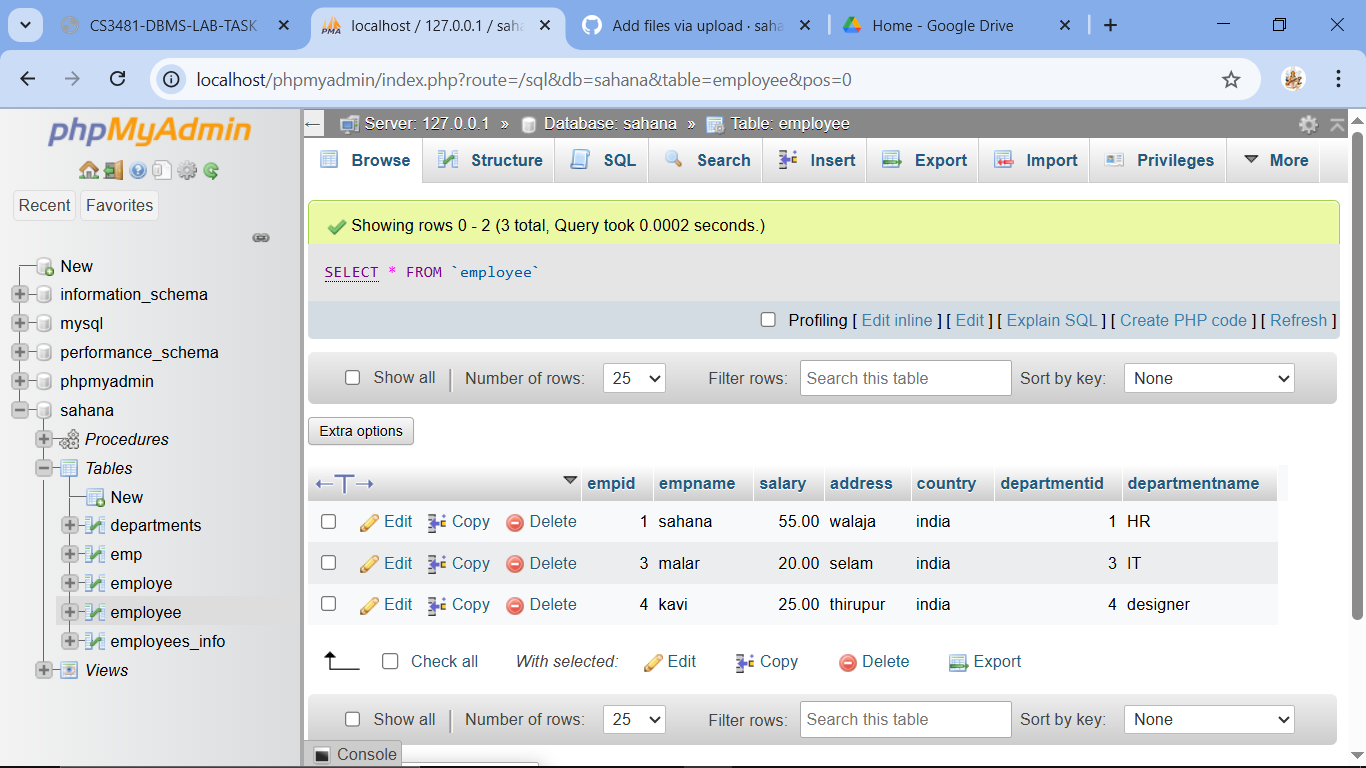 CS3481-DBMS-LAB-TASK
localhost / 127.0.0.1 / saha
Add files via upload · saha
Home - Google Drive
localhost/phpmyadmin/index.php?route=/sql&db=sahana&table=employee&pos=0
phpMyAdmin
Recent Favorites
New
information_schema
mysql
performance_schema
phpmyadmin
sahana
Procedures
Tables
New
departments
emp
employe
employee
employees_info
Views
Server: 127.0.0.1 » Database: sahana » Table: employee
Browse Structure SQL Search Insert Export Import Privileges More
Showing rows 0 - 2 (3 total, Query took 0.0002 seconds.)
SELECT * FROM `employee`
Profiling [ Edit inline ] [ Edit ] [ Explain SQL ] [ Create PHP code ] [ Refresh ]
Show all Number of rows: 25 Filter rows: Search this table Sort by key: None
Extra options
←T→ empid empname salary address country departmentid departmentname
Edit Copy Delete 1 sahana 55.00 walaja india 1 HR
Edit Copy Delete 3 malar 20.00 selam india 3 IT
Edit Copy Delete 4 kavi 25.00 thirupur india 4 designer
Check all With selected: Edit Copy Delete Export
Show all Number of rows: 25 Filter rows: Search this table Sort by key: None
Console